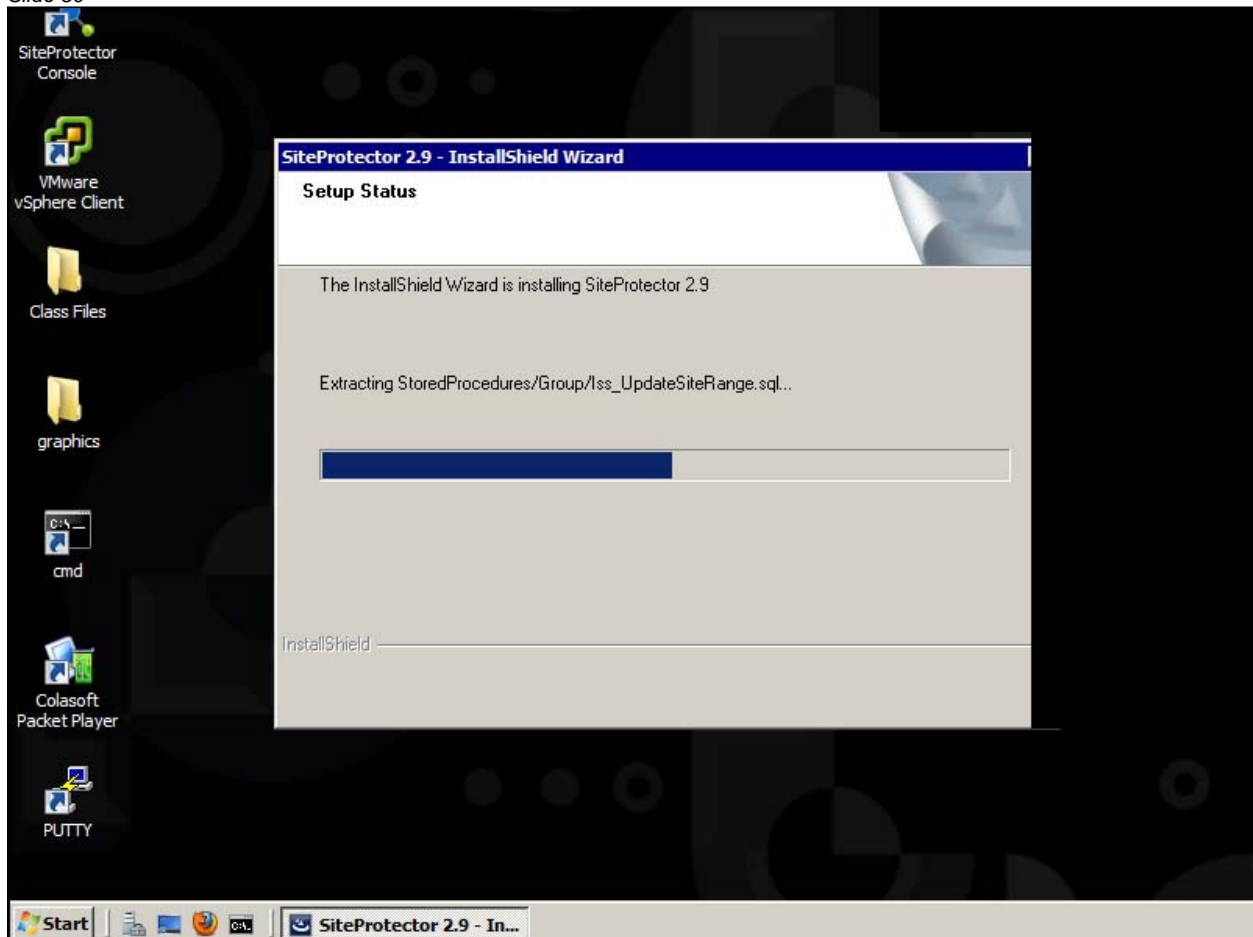 SiteProtector
Console
VMware
vSphere Client
Class Files
graphics
C:\
cmd
Colasoft
Packet Player
PUTTY
SiteProtector 2.9 - InstallShield Wizard
Setup Status
The InstallShield Wizard is installing SiteProtector 2.9
Extracting StoredProcedures/Group/Iss_UpdateSiteRange.sql...
InstallShield
Start
SiteProtector 2.9 - In...